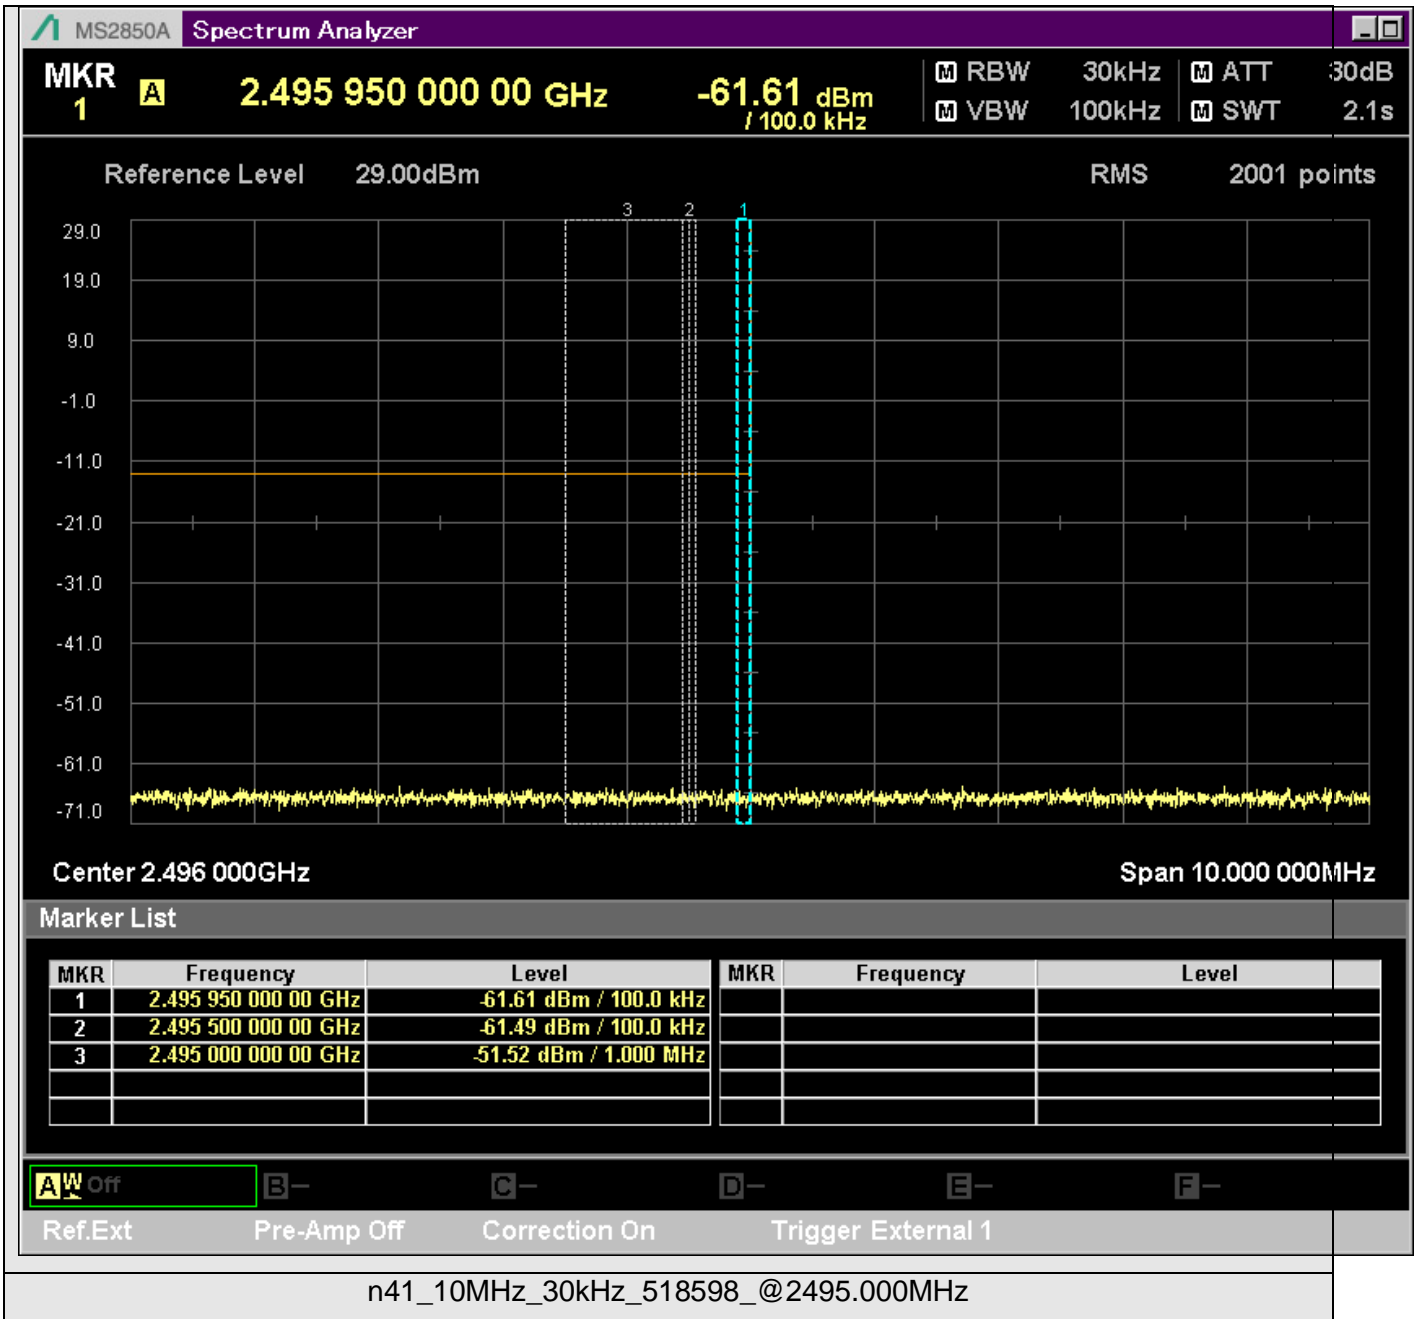 MS2850A Spectrum Analyzer
MKR 1 A 2.495 950 000 00 GHz -61.61 dBm / 100.0 kHz
M RBW 30kHz M ATT 30dB
M VBW 100kHz M SWT 2.1s
Reference Level 29.00dBm RMS 2001 points
3 2 1
29.0
19.0
9.0
-1.0
-11.0
-21.0
-31.0
-41.0
-51.0
-61.0
-71.0
Center 2.496 000GHz Span 10.000 000MHz
Marker List
MKR Frequency Level MKR Frequency Level
1 2.495 950 000 00 GHz -61.61 dBm / 100.0 kHz
2 2.495 500 000 00 GHz -61.49 dBm / 100.0 kHz
3 2.495 000 000 00 GHz -51.52 dBm / 1.000 MHz
A W Off B - C - D - E - F -
Ref.Ext Pre-Amp Off Correction On Trigger External 1
n41_10MHz_30kHz_518598_@2495.000MHz